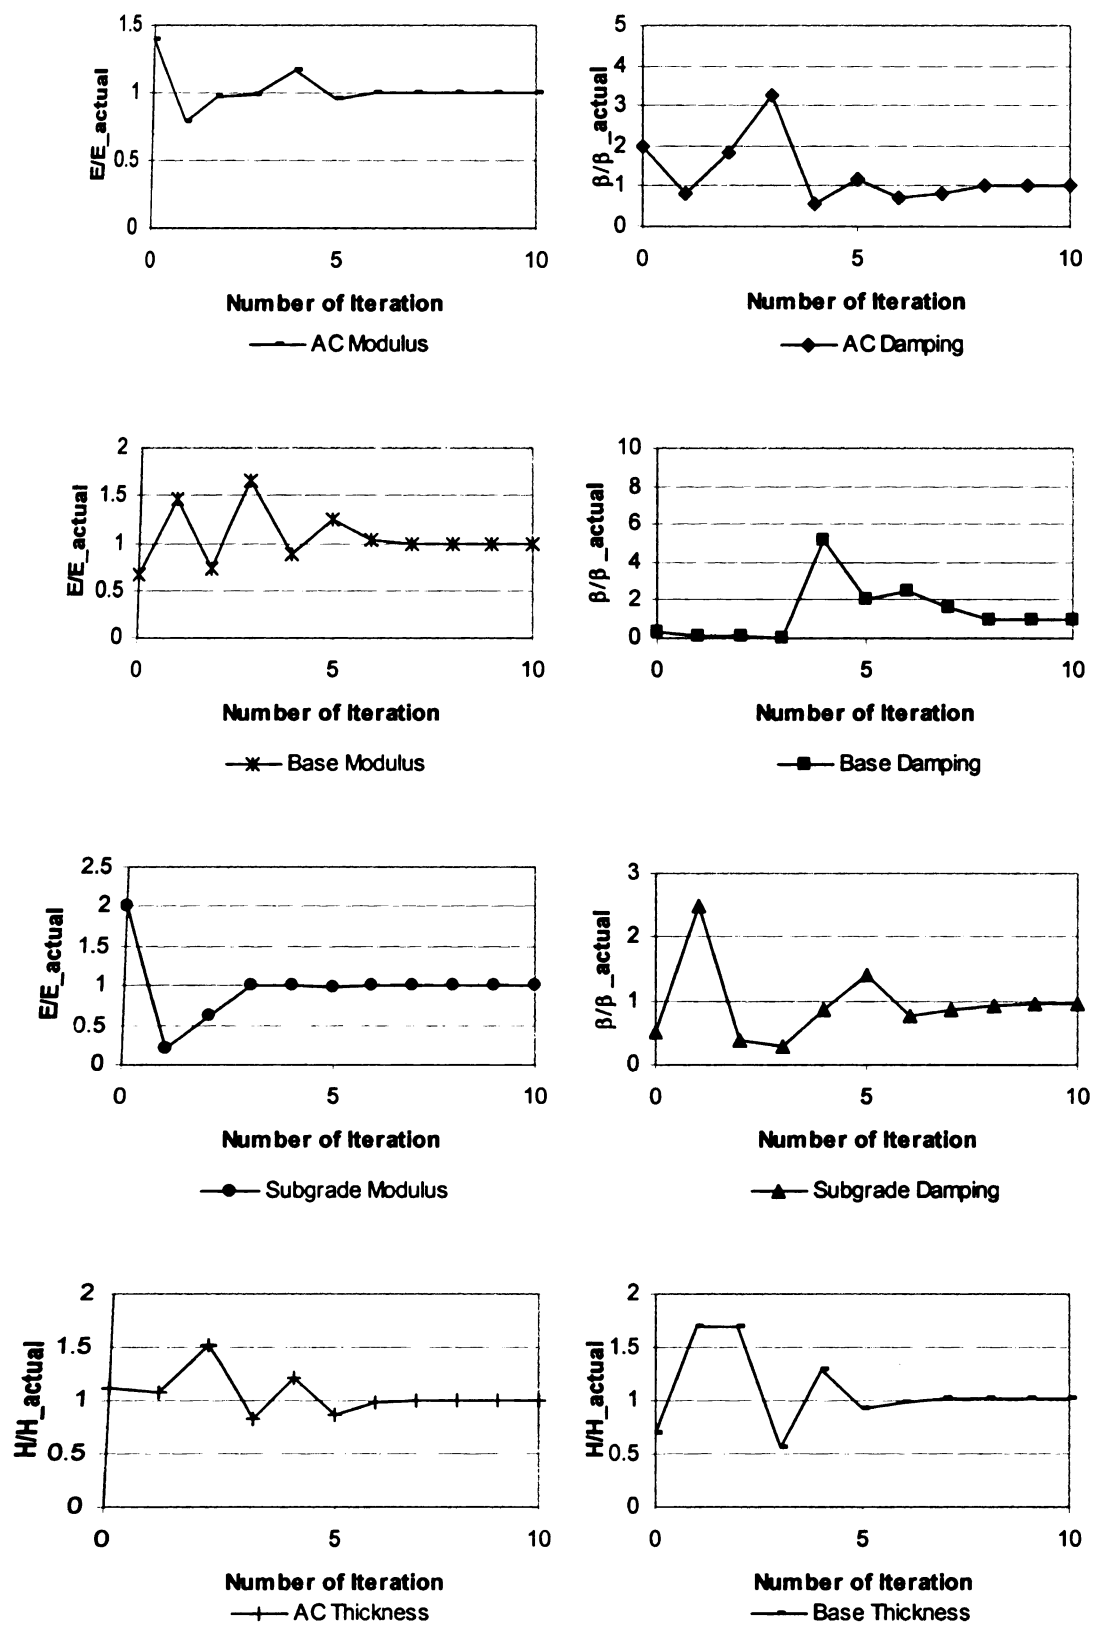 1.5
1
0.5
0
E/E_actual
0 5 10
Number of Iteration
AC Modulus
5
4
3
2
1
0
β/β_actual
0 5 10
Number of Iteration
AC Damping
2
1.5
1
0.5
0
E/E_actual
0 5 10
Number of Iteration
Base Modulus
10
8
6
4
2
0
β/β_actual
0 5 10
Number of Iteration
Base Damping
2.5
2
1.5
1
0.5
0
E/E_actual
0 5 10
Number of Iteration
Subgrade Modulus
3
2
1
0
β/β_actual
0 5 10
Number of Iteration
Subgrade Damping
2
1.5
1
0.5
0
H/H_actual
0 5 10
Number of Iteration
AC Thickness
2
1.5
1
0.5
0
H/H_actual
0 5 10
Number of Iteration
Base Thickness